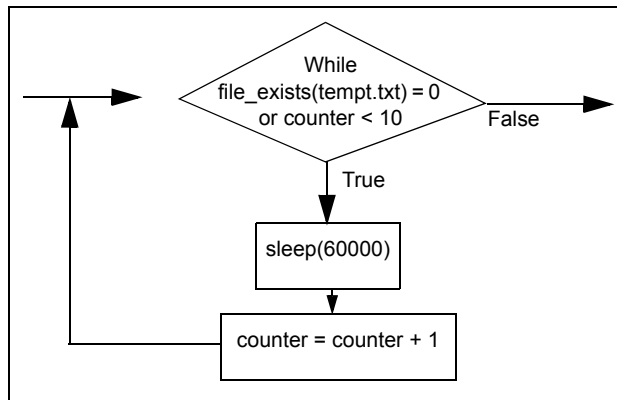 While
file_exists(tempt.txt) = 0
or counter < 10
False
True
sleep(60000)
counter = counter + 1